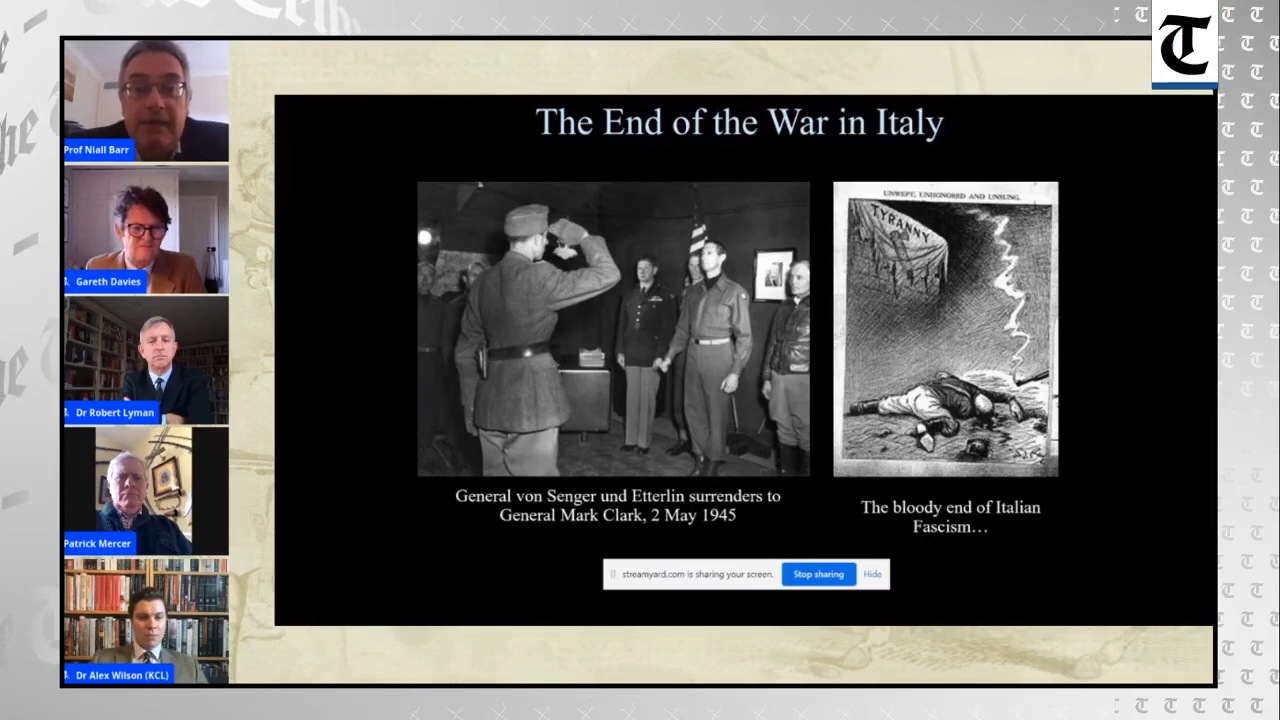 T
Prof Niall Barr
Gareth Davies
Dr Robert Lyman
Patrick Mercer
Dr Alex Wilson (KCL)
The End of the War in Italy
UNWEPT, UNHONORED AND UNSUNG.
TYRANNY
General von Senger und Etterlin surrenders to
General Mark Clark, 2 May 1945
The bloody end of Italian
Fascism…
streamyard.com is sharing your screen.
Stop sharing
Hide